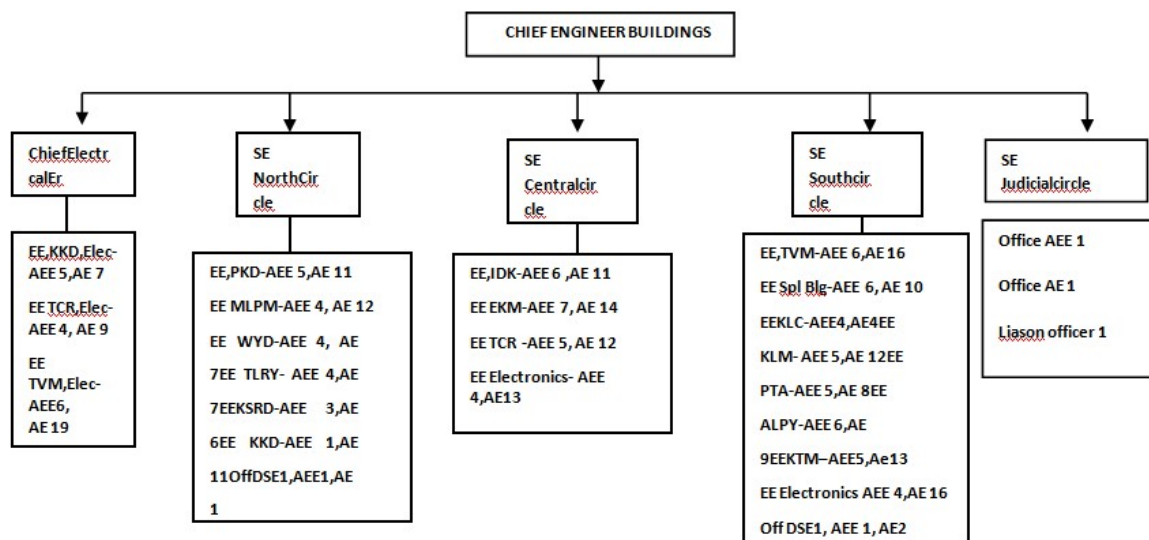 CHIEF ENGINEER BUILDINGS
ChiefElectr
calEr
SE
NorthCir
cle
SE
Centralcir
cle
SE
Southcir
cle
SE
Judicialcircle
EE,KKD,Elec-
AEE 5,AE 7
EE TCR,Elec-
AEE 4, AE 9
EE
TVM,Elec-
AEE6,
AE 19
EE,PKD-AEE 5,AE 11
EE MLPM-AEE 4, AE 12
EE WYD-AEE 4, AE
7EE TLRY- AEE 4,AE
7EEKSRD-AEE 3,AE
6EE KKD-AEE 1,AE
11OffDSE1,AEE1,AE
1
EE,IDK-AEE 6 ,AE 11
EE EKM-AEE 7, AE 14
EE TCR -AEE 5, AE 12
EE Electronics- AEE
4,AE13
EE,TVM-AEE 6,AE 16
EE Spl Blg-AEE 6, AE 10
EEKLC-AEE4,AE4EE
KLM- AEE 5,AE 12EE
PTA-AEE 5,AE 8EE
ALPY-AEE 6,AE
9EEKTM–AEE5,Ae13
EE Electronics AEE 4,AE 16
Off DSE1, AEE 1, AE2
Office AEE 1
Office AE 1
Liason officer 1